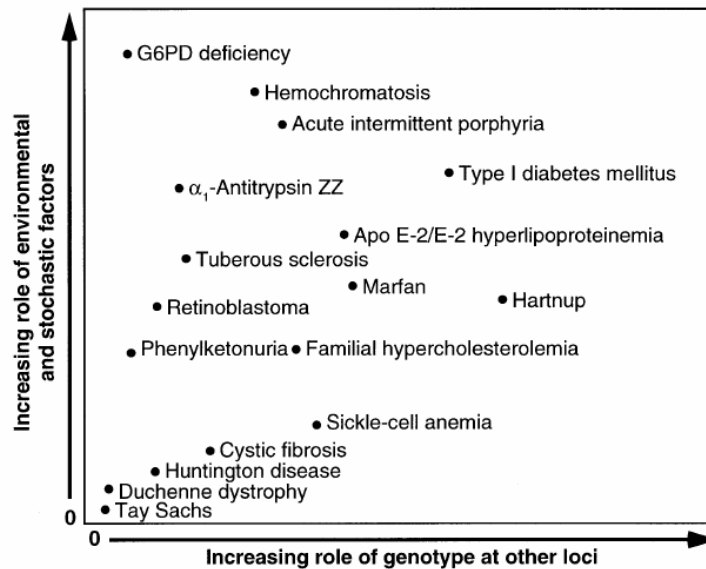 G6PD deficiency
Hemochromatosis
Acute intermittent porphyria
Type I diabetes mellitus
α₁-Antitrypsin ZZ
Apo E-2/E-2 hyperlipoproteinemia
Tuberous sclerosis
Marfan
Hartnup
Retinoblastoma
Phenylketonuria
Familial hypercholesterolemia
Sickle-cell anemia
Cystic fibrosis
Huntington disease
Duchenne dystrophy
Tay Sachs
Increasing role of environmental
and stochastic factors
0
0
Increasing role of genotype at other loci